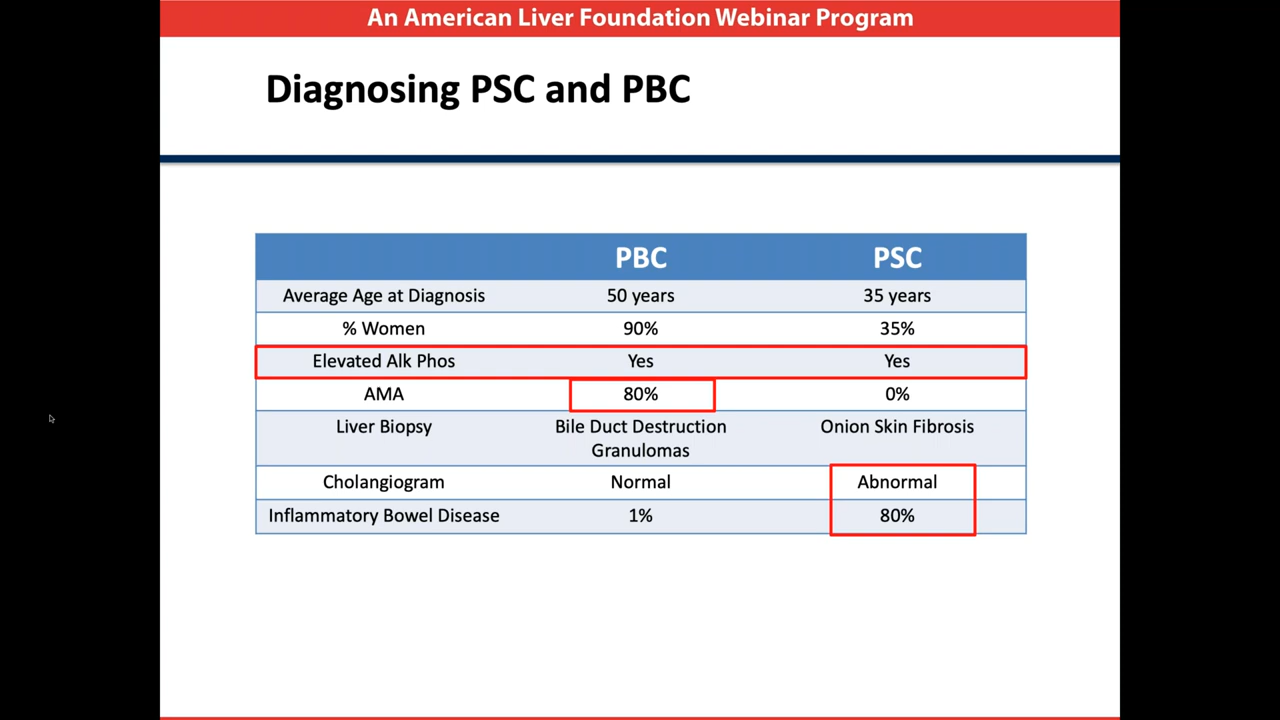 An American Liver Foundation Webinar Program
Diagnosing PSC and PBC
PBC PSC
Average Age at Diagnosis 50 years 35 years
% Women 90% 35%
Elevated Alk Phos Yes Yes
AMA 80% 0%
Liver Biopsy Bile Duct Destruction Onion Skin Fibrosis
Granulomas
Cholangiogram Normal Abnormal
Inflammatory Bowel Disease 1% 80%